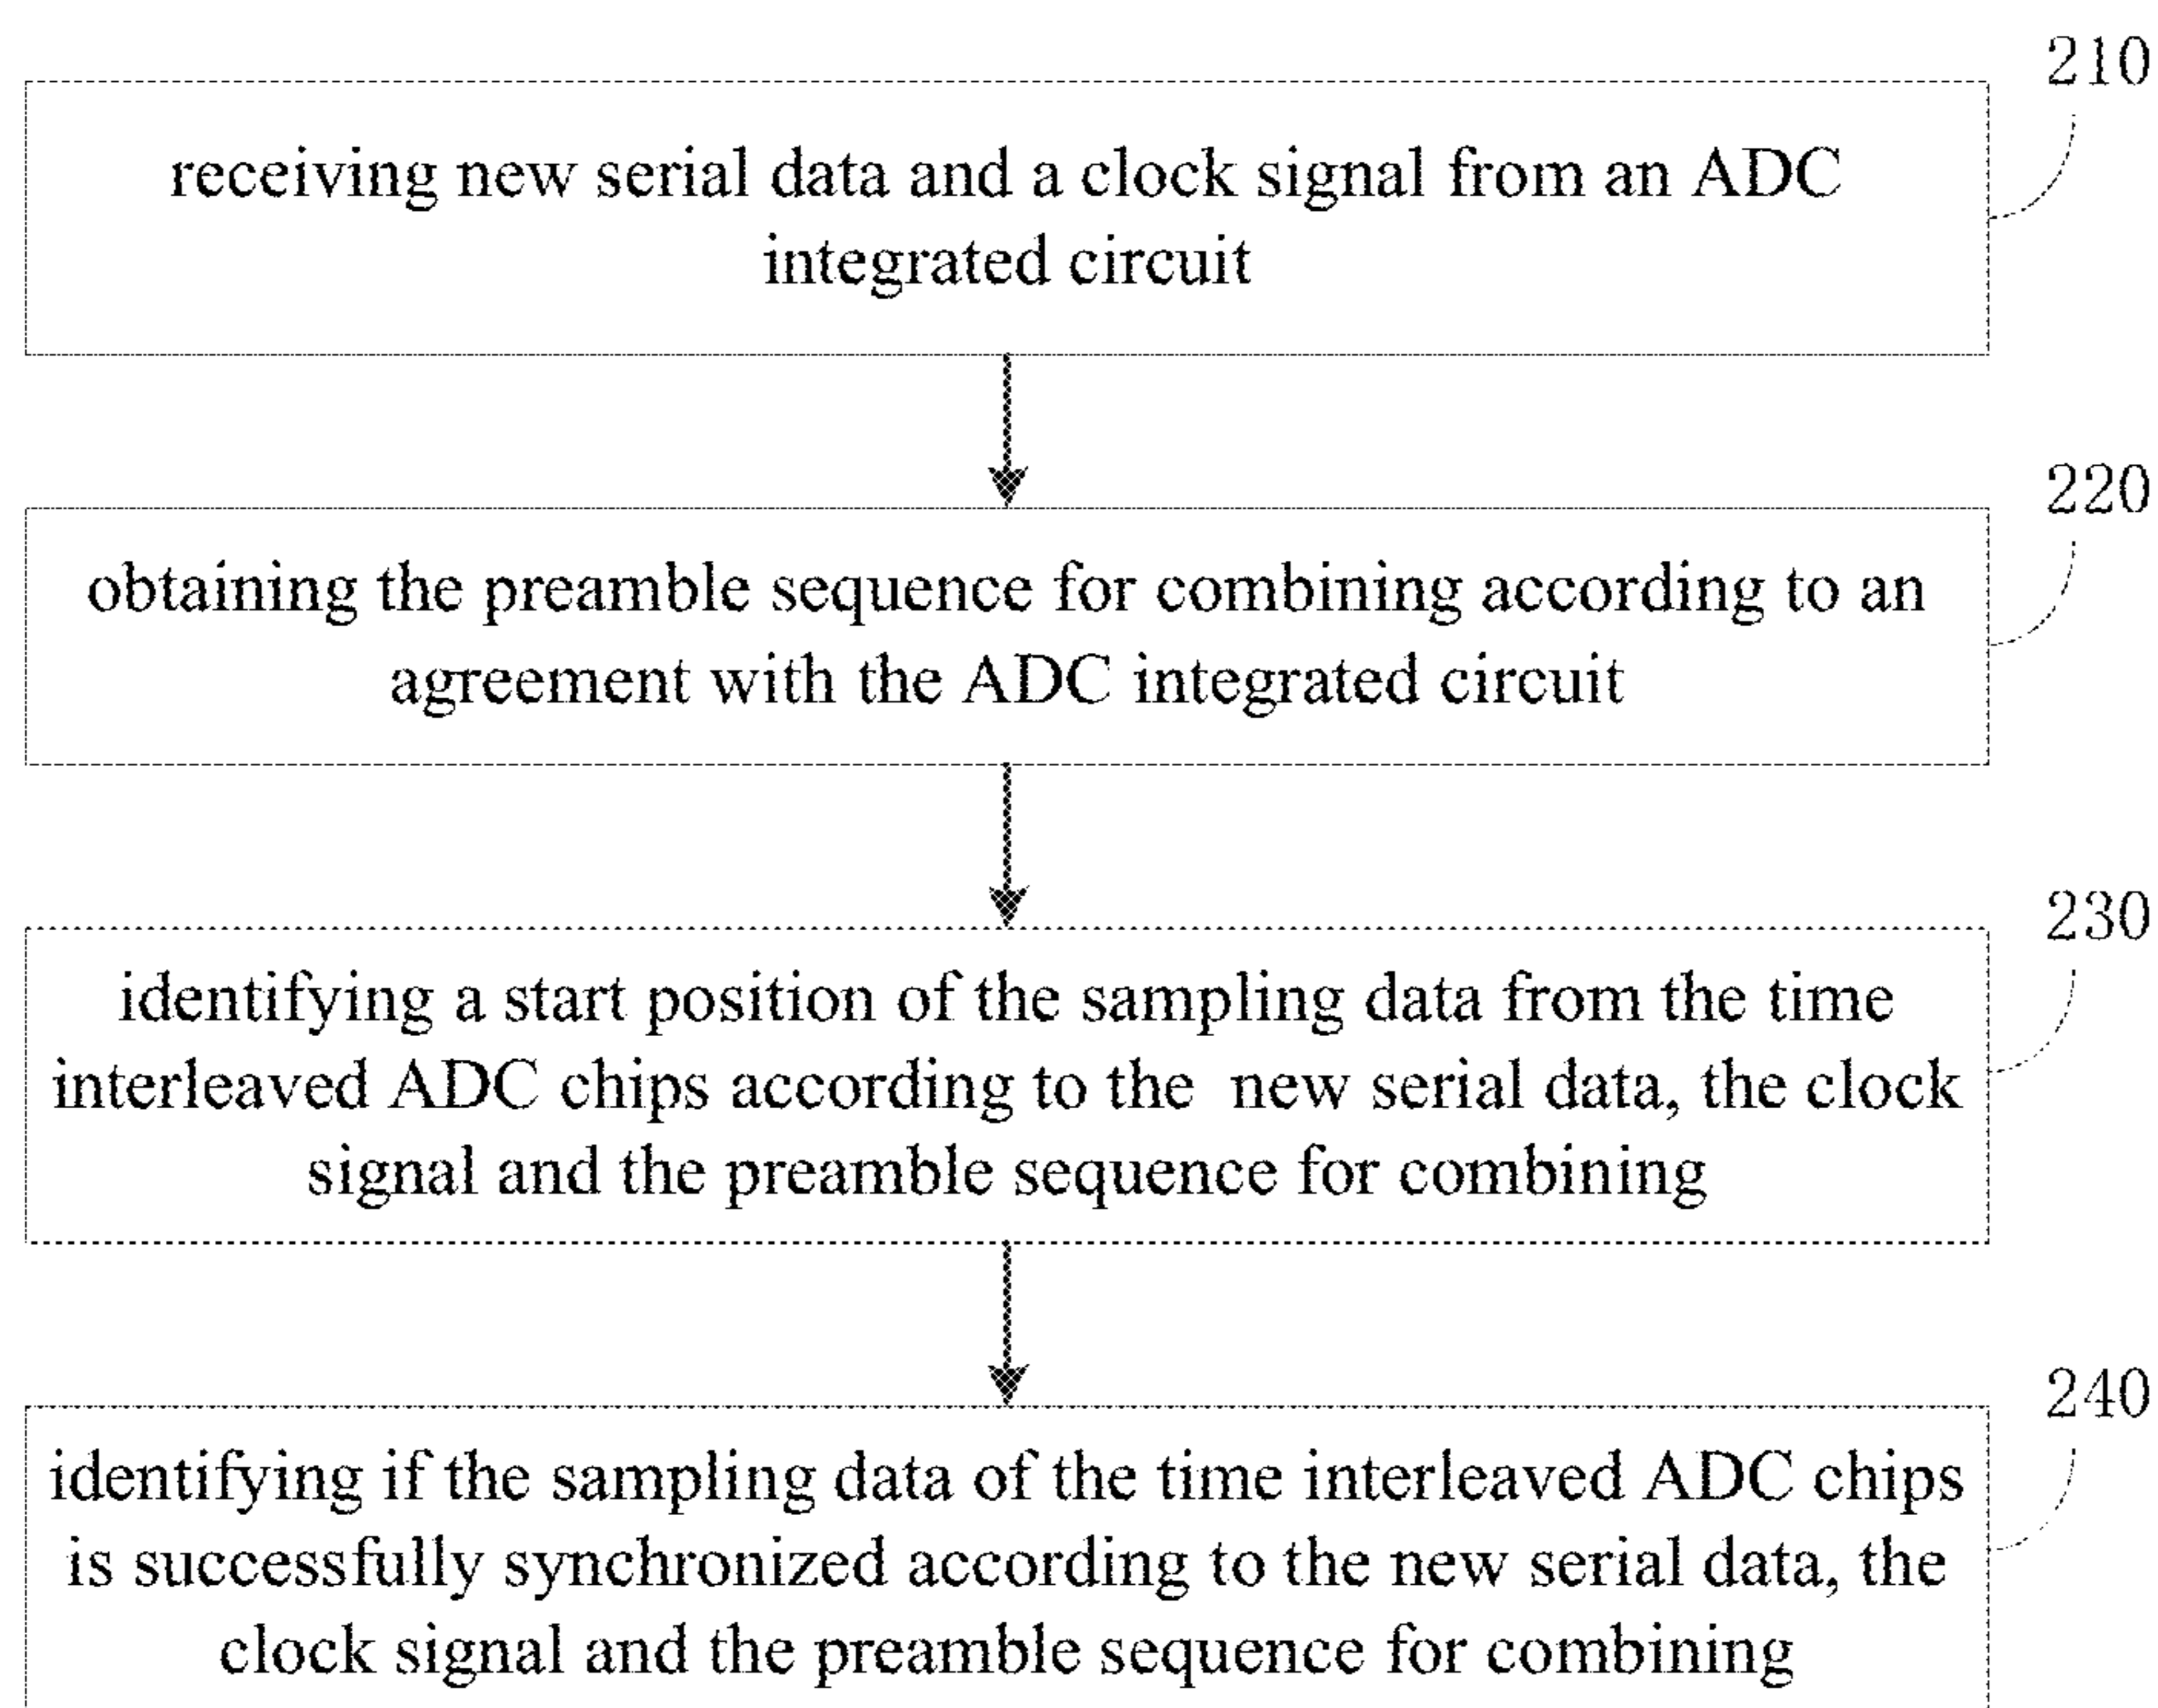 210
receiving new serial data and a clock signal from an ADC
integrated circuit
220
obtaining the preamble sequence for combining according to an
agreement with the ADC integrated circuit
230
identifying a start position of the sampling data from the time
interleaved ADC chips according to the new serial data, the clock
signal and the preamble sequence for combining
240
identifying if the sampling data of the time interleaved ADC chips
is successfully synchronized according to the new serial data, the
clock signal and the preamble sequence for combining